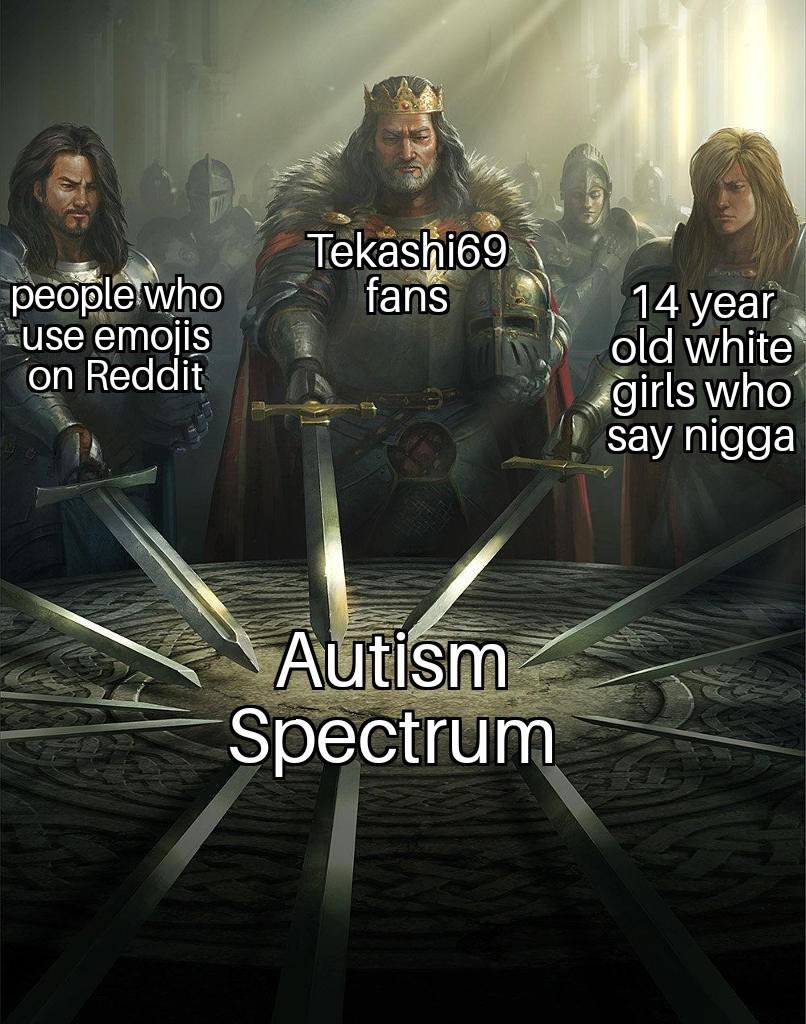 Tekashi69
fans
people who
use emojis
on Reddit
14 year
old white
girls who
say nigga
Autism
Spectrum